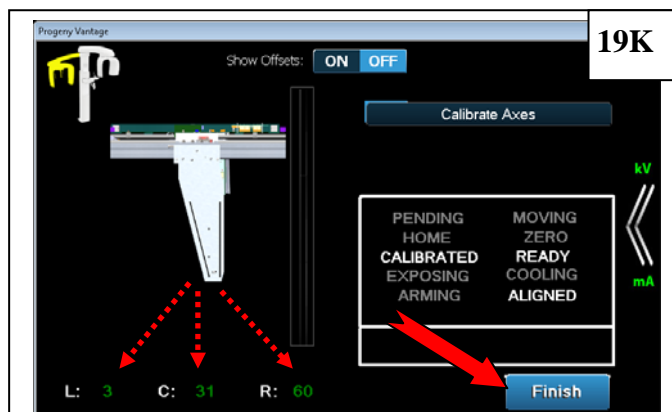 Progeny Vantage
19K
Show Offsets: ON OFF
Calibrate Axes
kV
PENDING MOVING
HOME ZERO
CALIBRATED READY
EXPOSING COOLING
ARMING ALIGNED
mA
L: 3 C: 31 R: 60
Finish